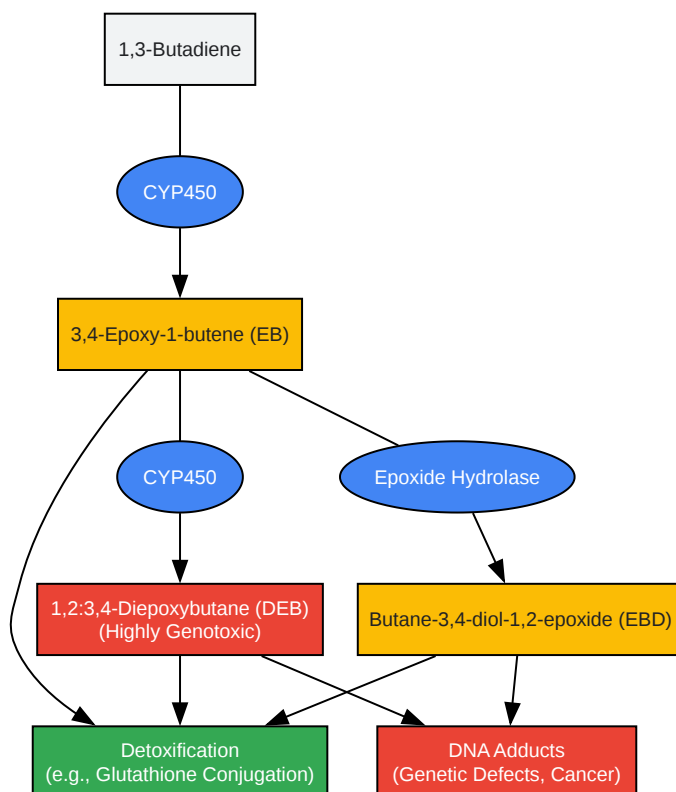 1,3-Butadiene
CYP450
3,4-Epoxy-1-butene (EB)
CYP450
Epoxide Hydrolase
1,2:3,4-Diepoxybutane (DEB)
(Highly Genotoxic)
Butane-3,4-diol-1,2-epoxide (EBD)
Detoxification
(e.g., Glutathione Conjugation)
DNA Adducts
(Genetic Defects, Cancer)